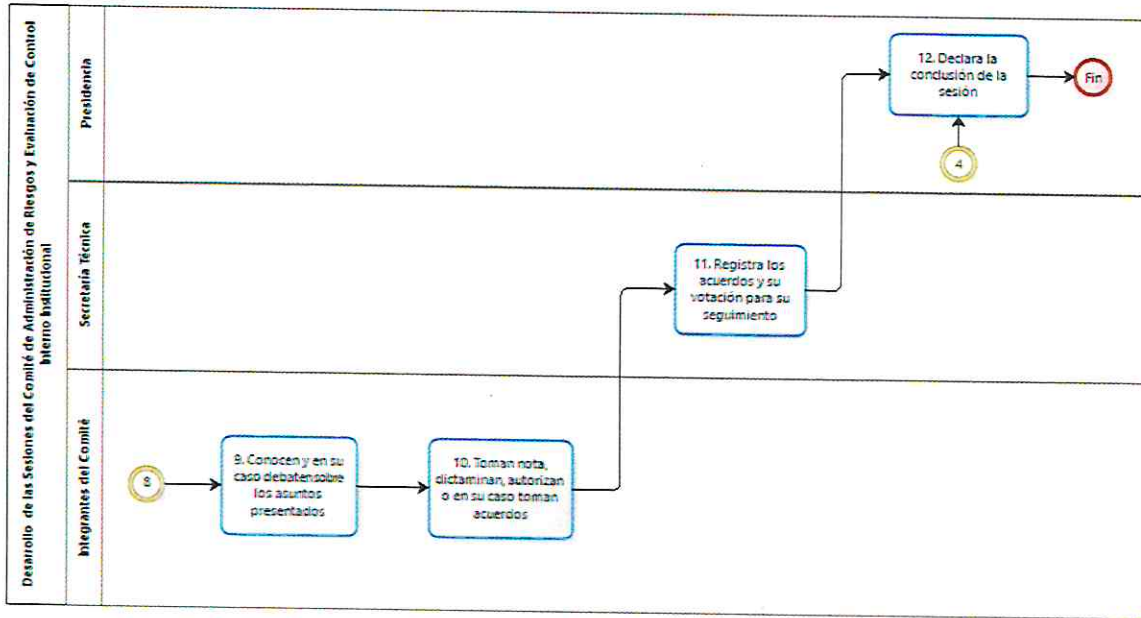 Desarrollo de las Sesiones del Comité de Administración de Riesgos y Evaluación de Control
Interno Institucional
Presidencia
12. Declara la
conclusión de la
sesión
Fin
4
Secretaría Técnica
11. Registra los
acuerdos y su
votación para su
seguimiento
Integrantes del Comité
8
9. Conocen y en su
caso debaten sobre
los asuntos
presentados
10. Toman nota,
dictaminan, autorizan
o en su caso toman
acuerdos